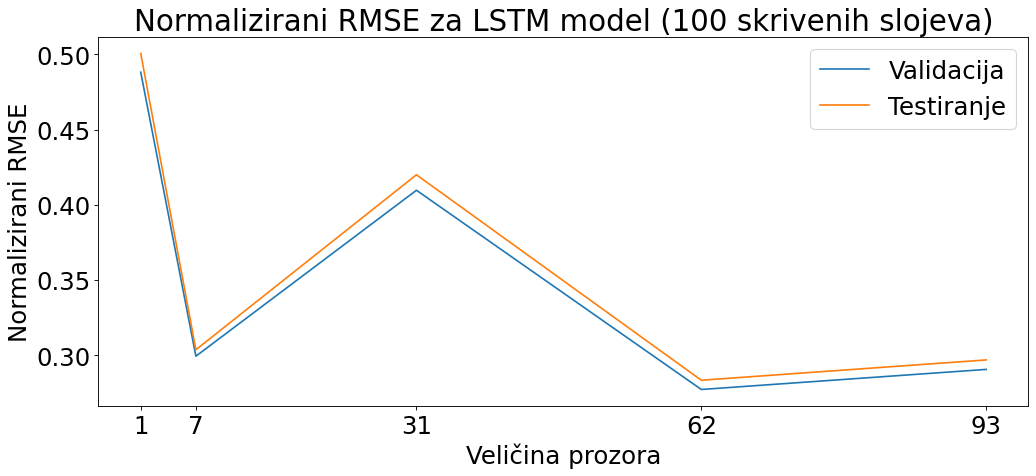 Normalizirani RMSE za LSTM model (100 skrivenih slojeva)
Normalizirani RMSE
0.50
0.45
0.40
0.35
0.30
Validacija
Testiranje
1 7 31 62 93
Veličina prozora